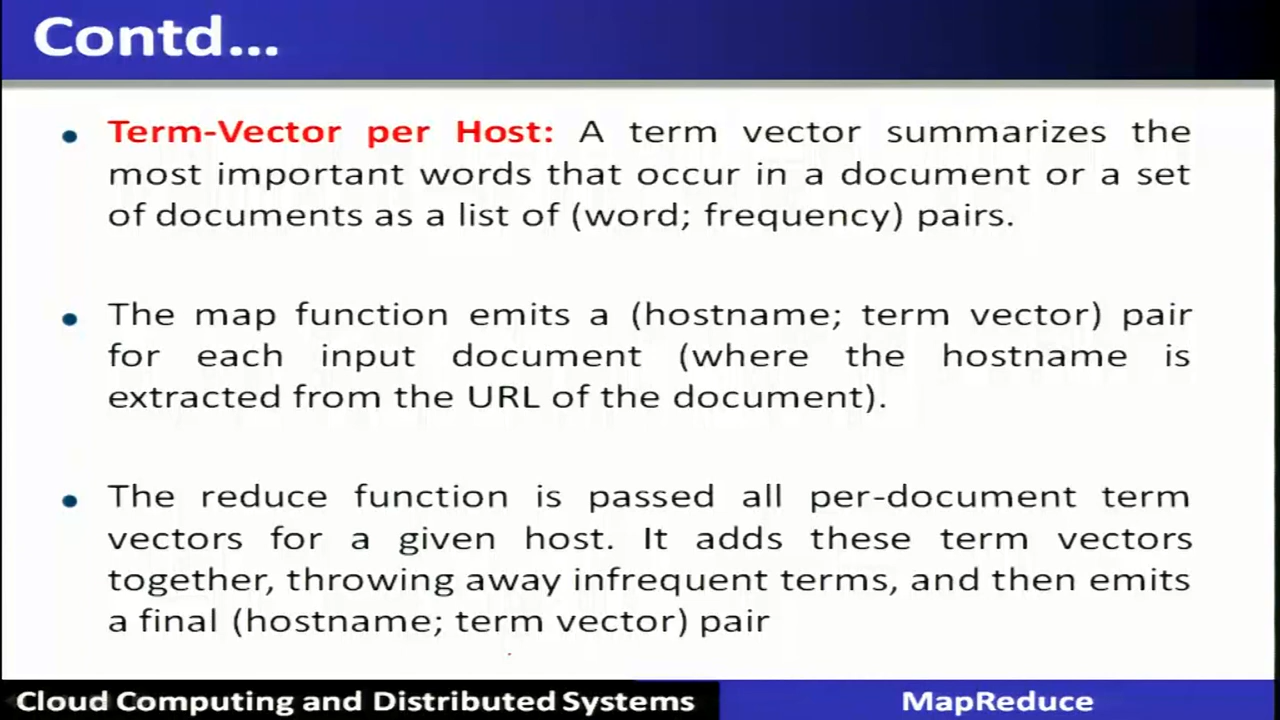 Contd...
• Term-Vector per Host: A term vector summarizes the
most important words that occur in a document or a set
of documents as a list of (word; frequency) pairs.
• The map function emits a (hostname; term vector) pair
for each input document (where the hostname is
extracted from the URL of the document).
• The reduce function is passed all per-document term
vectors for a given host. It adds these term vectors
together, throwing away infrequent terms, and then emits
a final (hostname; term vector) pair
Cloud Computing and Distributed Systems
MapReduce